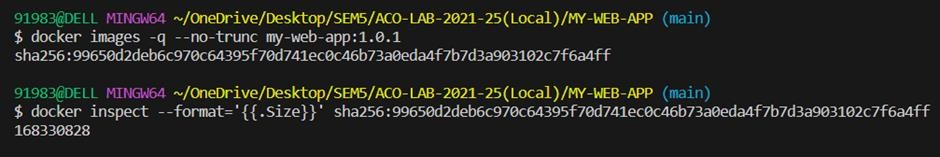 91983@DELL MINGW64 ~/OneDrive/Desktop/SEM5/ACO-LAB-2021-25(Local)/MY-WEB-APP (main)
$ docker images -q --no-trunc my-web-app:1.0.1
sha256:99650d2deb6c970c64395f70d741ec0c46b73a0eda4f7b7d3a903102c7f6a4ff
91983@DELL MINGW64 ~/OneDrive/Desktop/SEM5/ACO-LAB-2021-25(Local)/MY-WEB-APP (main)
$ docker inspect --format='{{.Size}}' sha256:99650d2deb6c970c64395f70d741ec0c46b73a0eda4f7b7d3a903102c7f6a4ff
168330828